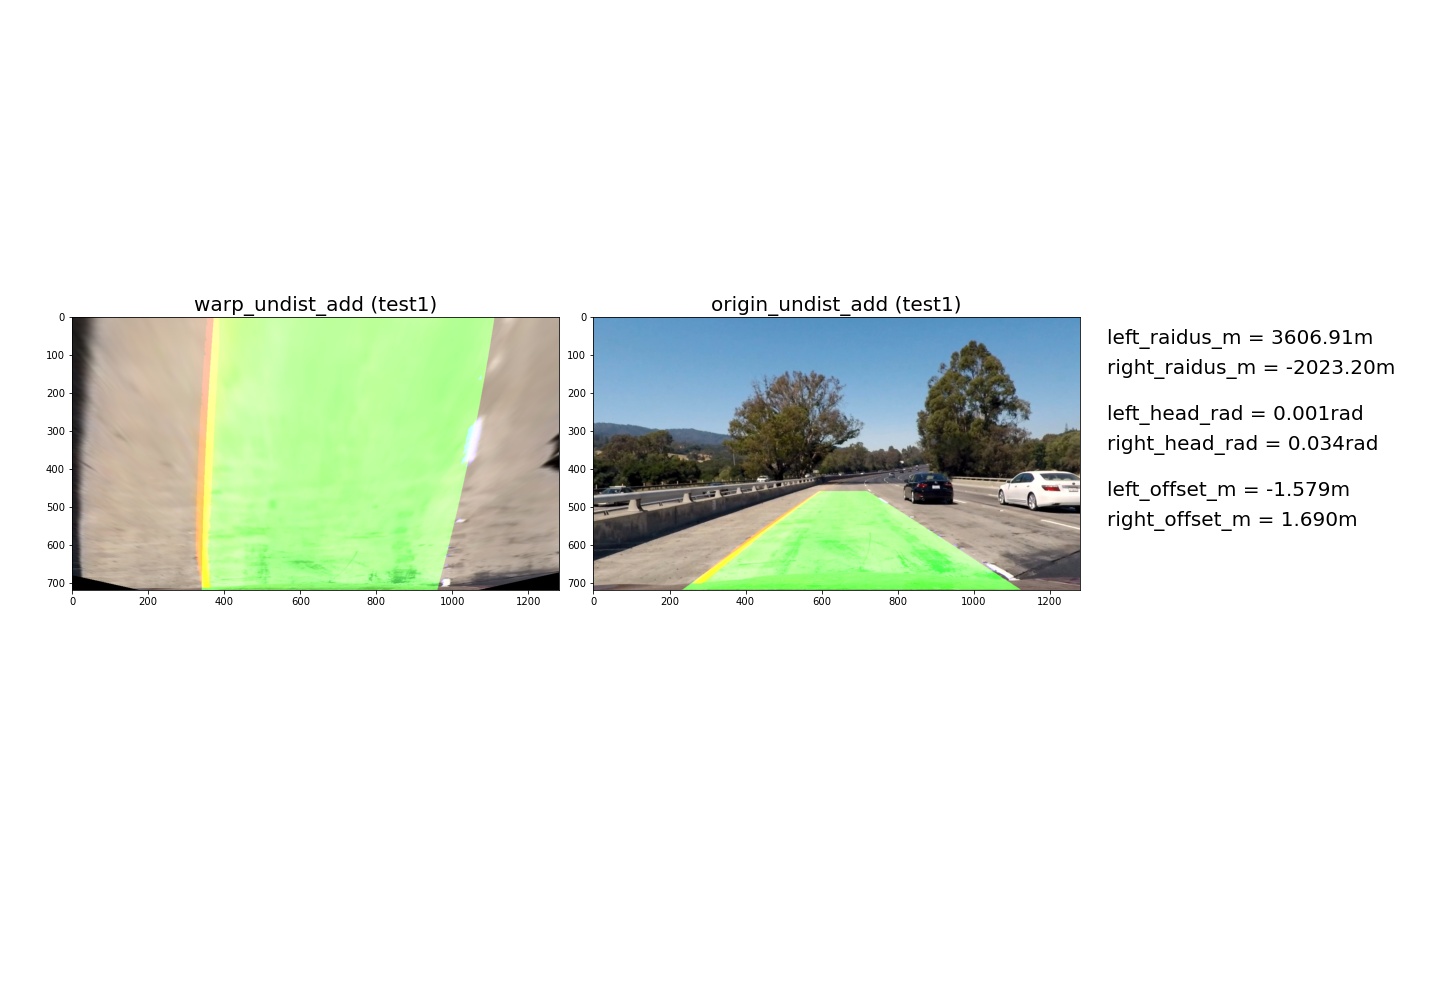 warp_undist_add (test1)
0
100
200
300
400
500
600
700
0 200 400 600 800 1000 1200
origin_undist_add (test1)
0
100
200
300
400
500
600
700
0 200 400 600 800 1000 1200
left_raidus_m = 3606.91m
right_raidus_m = -2023.20m
left_head_rad = 0.001rad
right_head_rad = 0.034rad
left_offset_m = -1.579m
right_offset_m = 1.690m